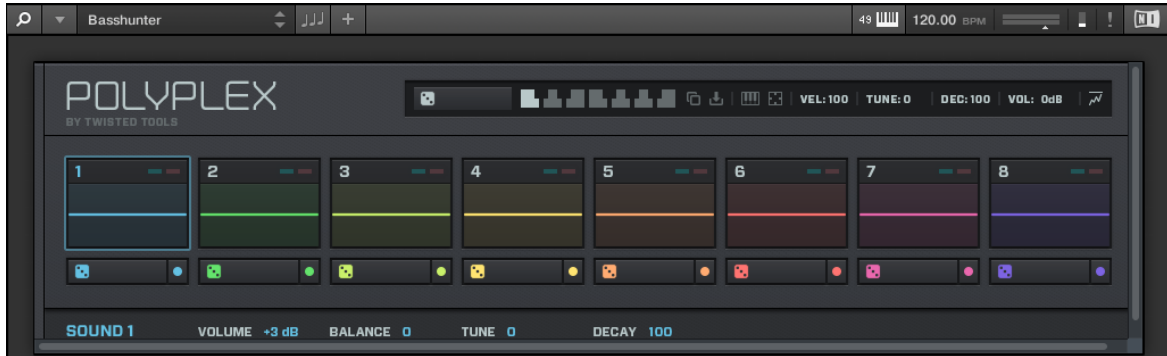 Basshunter
49
120.00 BPM
POLYPLEX
BY TWISTED TOOLS
VEL:100 TUNE:0 DEC:100 VOL: 0dB
1 2 3 4 5 6 7 8
SOUND 1 VOLUME +3 dB BALANCE 0 TUNE 0 DECAY 100